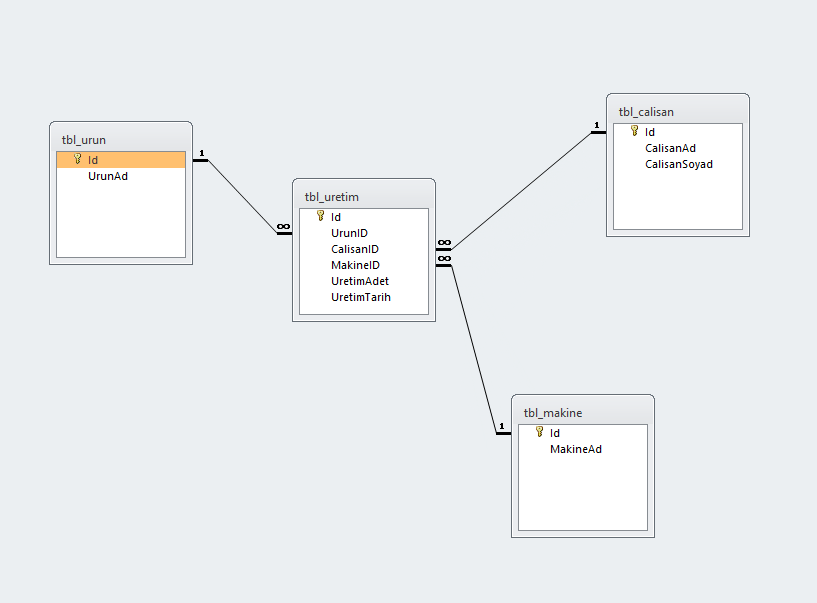 tbl_urun
Id
UrunAd
1
∞
tbl_uretim
Id
UrunID
CalisanID
MakineID
UretimAdet
UretimTarih
∞
∞
1
tbl_calisan
Id
CalisanAd
CalisanSoyad
1
tbl_makine
Id
MakineAd